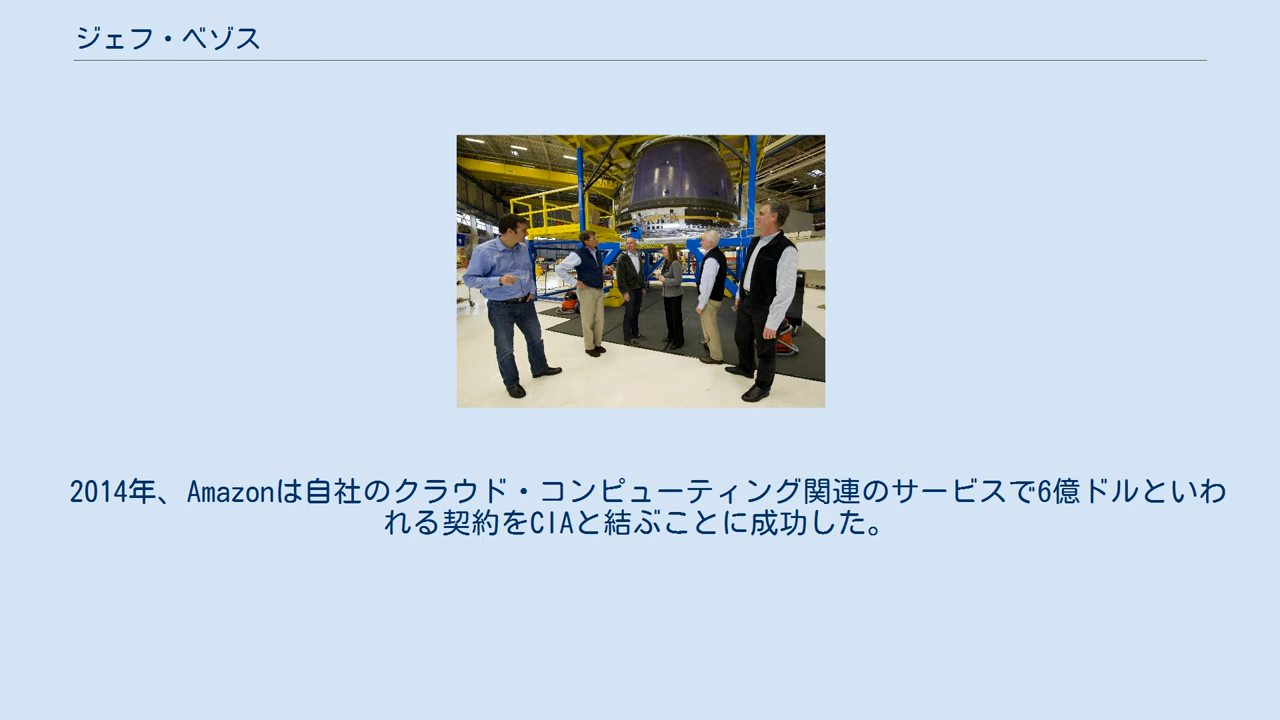 ジェフ・ベゾス
2014年、Amazonは自社のクラウド・コンピューティング関連のサービスで6億ドルといわ
れる契約をCIAと結ぶことに成功した。